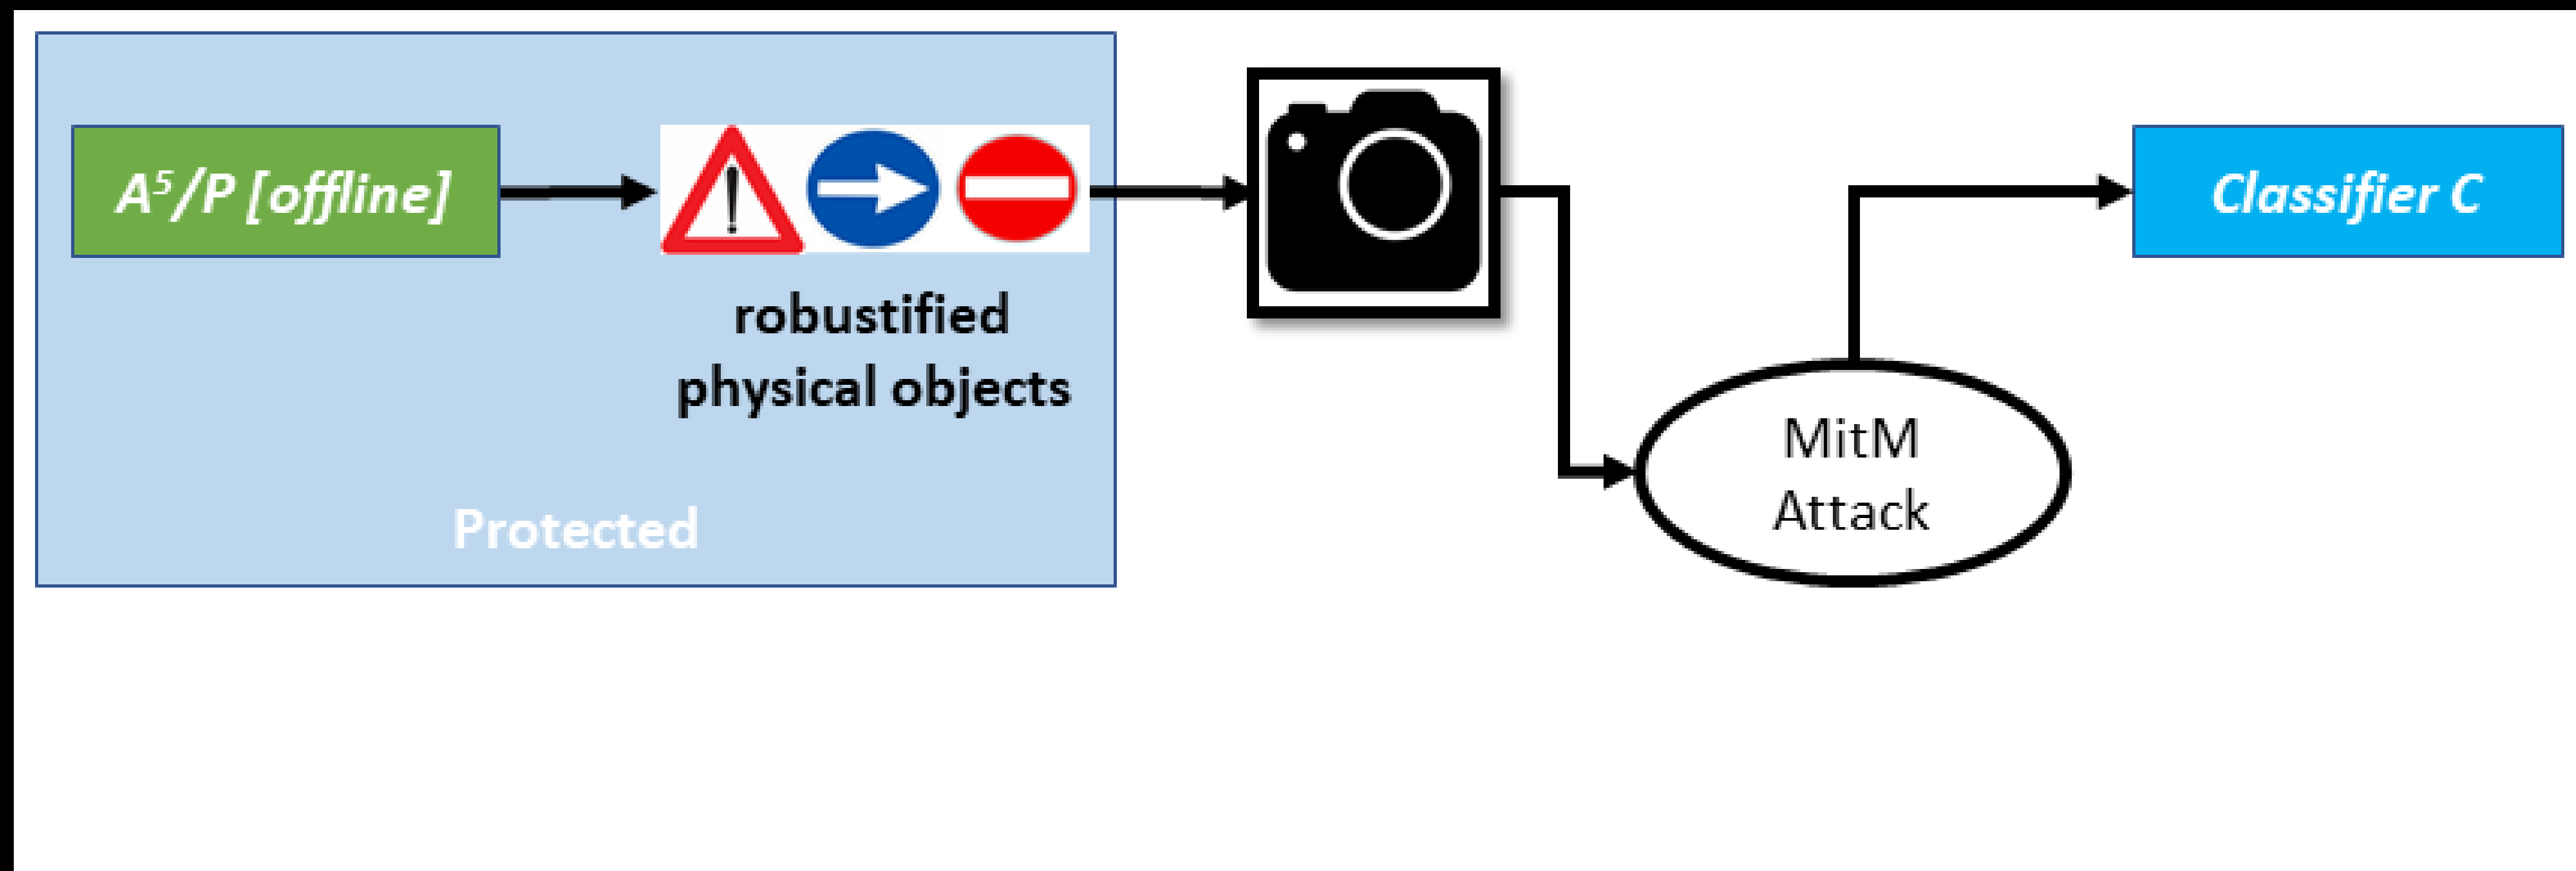 A⁵/P [offline]
robustified
physical objects
Protected
MitM
Attack
Classifier C